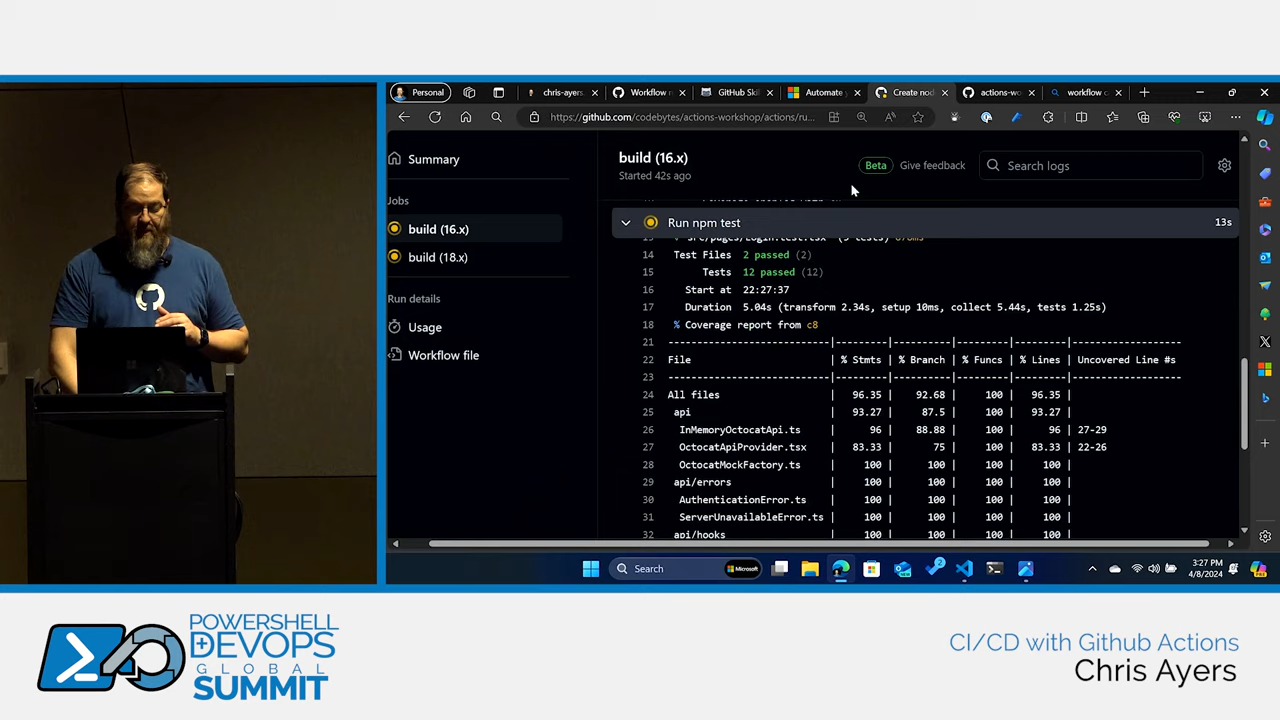 Personal
chris-ayers.
Workflow r
GitHub Skil
Automate y
Create nod
actions-wo
workflow c
https://github.com/codebytes/actions-workshop/actions/ru...
Summary
Jobs
build (16.x)
build (18.x)
Run details
Usage
Workflow file
build (16.x)
Started 42s ago
Beta
Give feedback
Search logs
Run npm test
13s
14 Test Files 2 passed (2)
15 Tests 12 passed (12)
16 Start at 22:27:37
17 Duration 5.04s (transform 2.34s, setup 10ms, collect 5.44s, tests 1.25s)
18 % Coverage report from c8
21 -----------------------------|---------|----------|---------|---------|-------------------
22 File | % Stmts | % Branch | % Funcs | % Lines | Uncovered Line #s
23 -----------------------------|---------|----------|---------|---------|-------------------
24 All files | 96.35 | 92.68 | 100 | 96.35 |
25 api | 93.27 | 87.5 | 100 | 93.27 |
26 InMemoryOctocatApi.ts | 96 | 88.88 | 100 | 96 | 27-29
27 OctocatApiProvider.tsx | 83.33 | 75 | 100 | 83.33 | 22-26
28 OctocatMockFactory.ts | 100 | 100 | 100 | 100 |
29 api/errors | 100 | 100 | 100 | 100 |
30 AuthenticationError.ts | 100 | 100 | 100 | 100 |
31 ServerUnavailableError.ts | 100 | 100 | 100 | 100 |
32 api/hooks | 100 | 100 | 100 | 100 |
Search
Microsoft
3:27 PM
4/8/2024
POWERSHELL
+DEVOPS
GLOBAL
SUMMIT
CI/CD with Github Actions
Chris Ayers